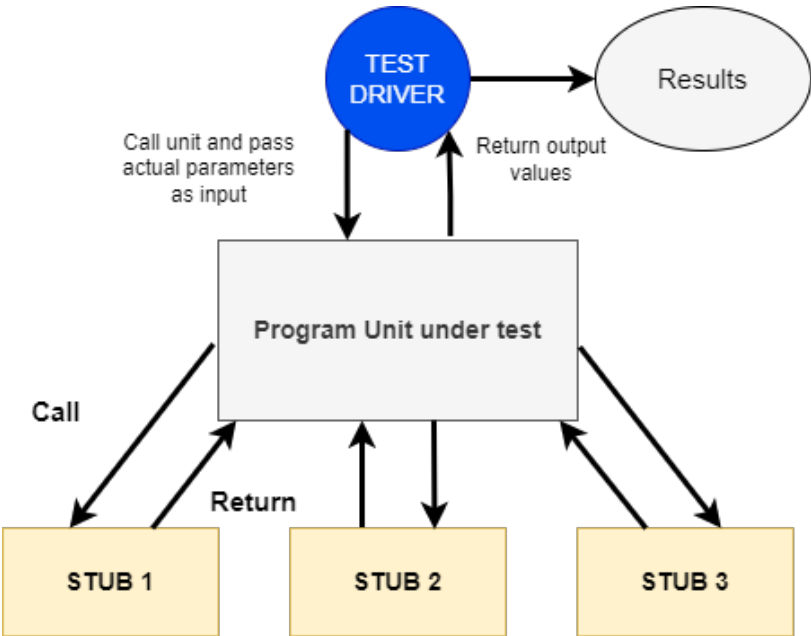 TEST
DRIVER
Results
Call unit and pass
actual parameters
as input
Return output
values
Program Unit under test
Call
Return
STUB 1
STUB 2
STUB 3